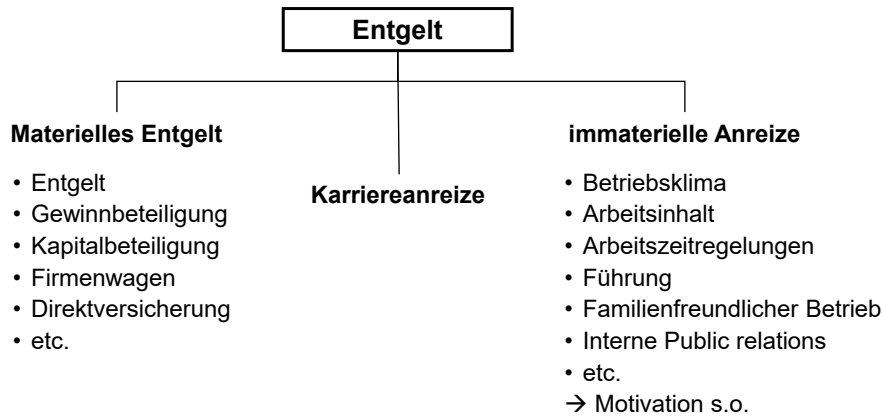 Entgelt
Materielles Entgelt
• Entgelt
• Gewinnbeteiligung
• Kapitalbeteiligung
• Firmenwagen
• Direktversicherung
• etc.
Karriereanreize
immaterielle Anreize
• Betriebsklima
• Arbeitsinhalt
• Arbeitszeitregelungen
• Führung
• Familienfreundlicher Betrieb
• Interne Public relations
• etc.
→ Motivation s.o.